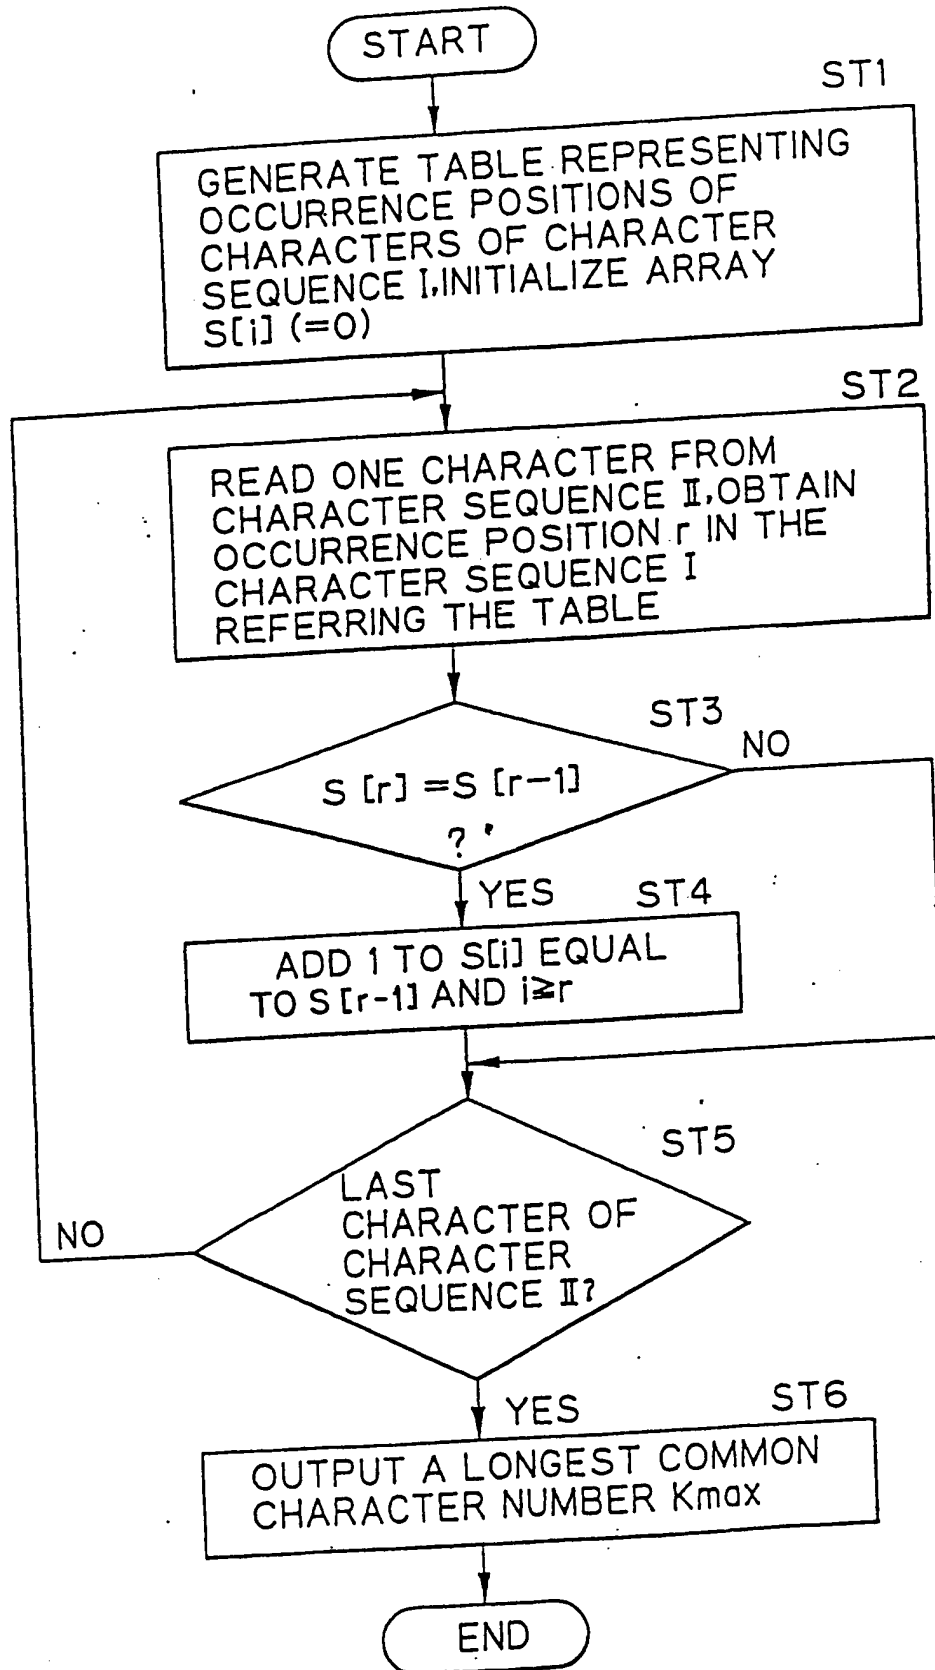 START
ST1
GENERATE TABLE REPRESENTING
OCCURRENCE POSITIONS OF
CHARACTERS OF CHARACTER
SEQUENCE I,INITIALIZE ARRAY
S[i] (=0)
ST2
READ ONE CHARACTER FROM
CHARACTER SEQUENCE II,OBTAIN
OCCURRENCE POSITION r IN THE
CHARACTER SEQUENCE I
REFERRING THE TABLE
ST3
NO
S [r] =S [r-1]
?
YES
ST4
ADD 1 TO S[i] EQUAL
TO S [r-1] AND i≧r
ST5
LAST
CHARACTER OF
CHARACTER
SEQUENCE II?
NO
YES
ST6
OUTPUT A LONGEST COMMON
CHARACTER NUMBER Kmax
END